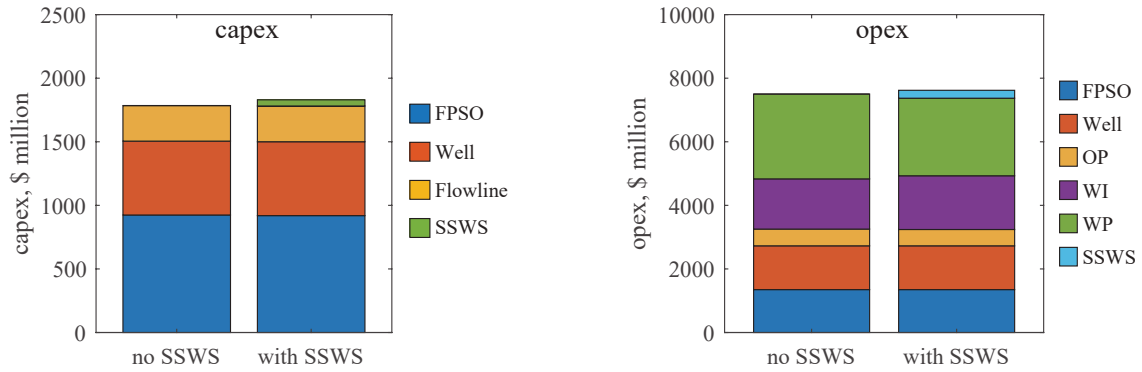 capex
2500
2000
1500
1000
500
0
capex, $ million
no SSWS
with SSWS
FPSO
Well
Flowline
SSWS
opex
10000
8000
6000
4000
2000
0
opex, $ million
no SSWS
with SSWS
FPSO
Well
OP
WI
WP
SSWS